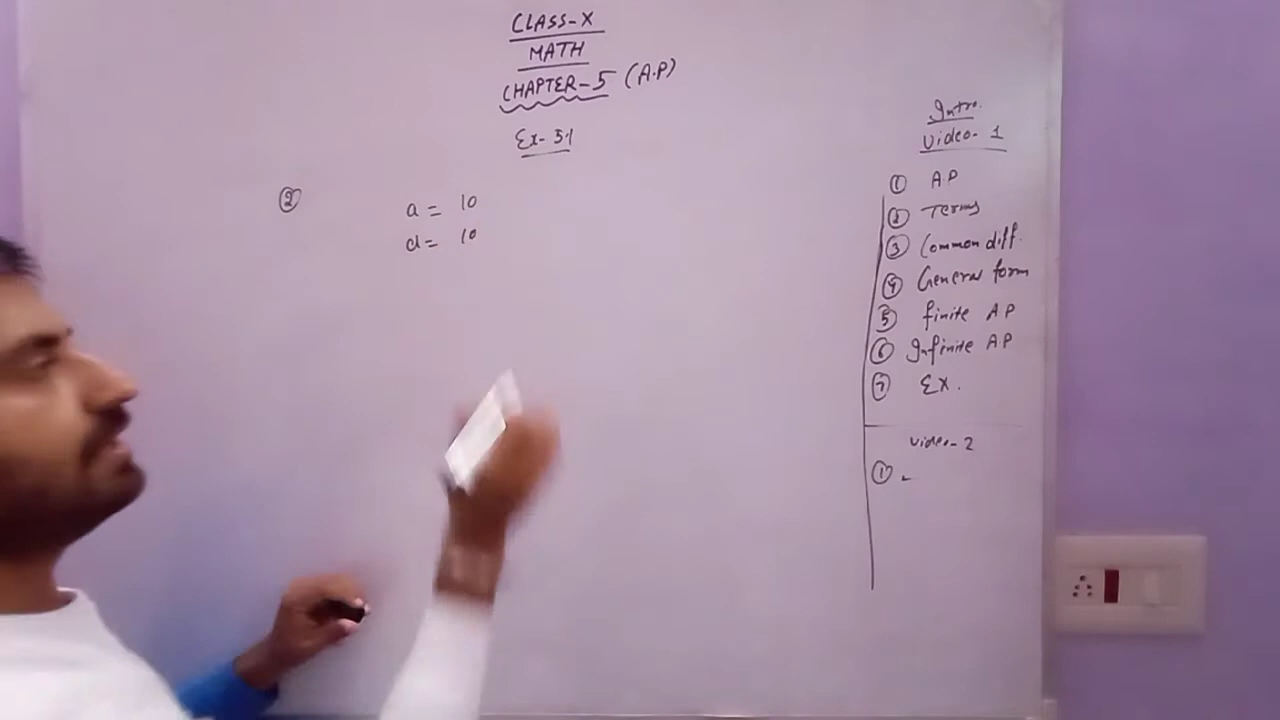 CLASS-X
MATH
CHAPTER-5 (A.P)
Ex- 5.1
② a = 10
d = 10
Intro.
Video- 1
① A.P
② Terms
③ Common diff.
④ General form
⑤ finite A.P
⑥ Infinite A.P
⑦ EX.
Video- 2
①